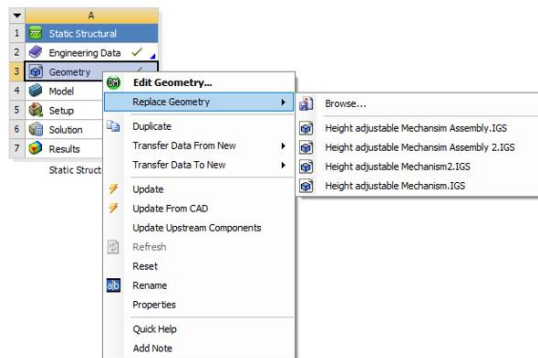 A
1 Static Structural
2 Engineering Data
3 Geometry
4 Model
5 Setup
6 Solution
7 Results
Static Struct
Edit Geometry...
Replace Geometry
Duplicate
Transfer Data From New
Transfer Data To New
Update
Update From CAD
Update Upstream Components
Refresh
Reset
a|b Rename
Properties
Quick Help
Add Note
Browse...
Height adjustable Mechansim Assembly.IGS
Height adjustable Mechansim Assembly 2.IGS
Height adjustable Mechanism2.IGS
Height adjustable Mechanism.IGS